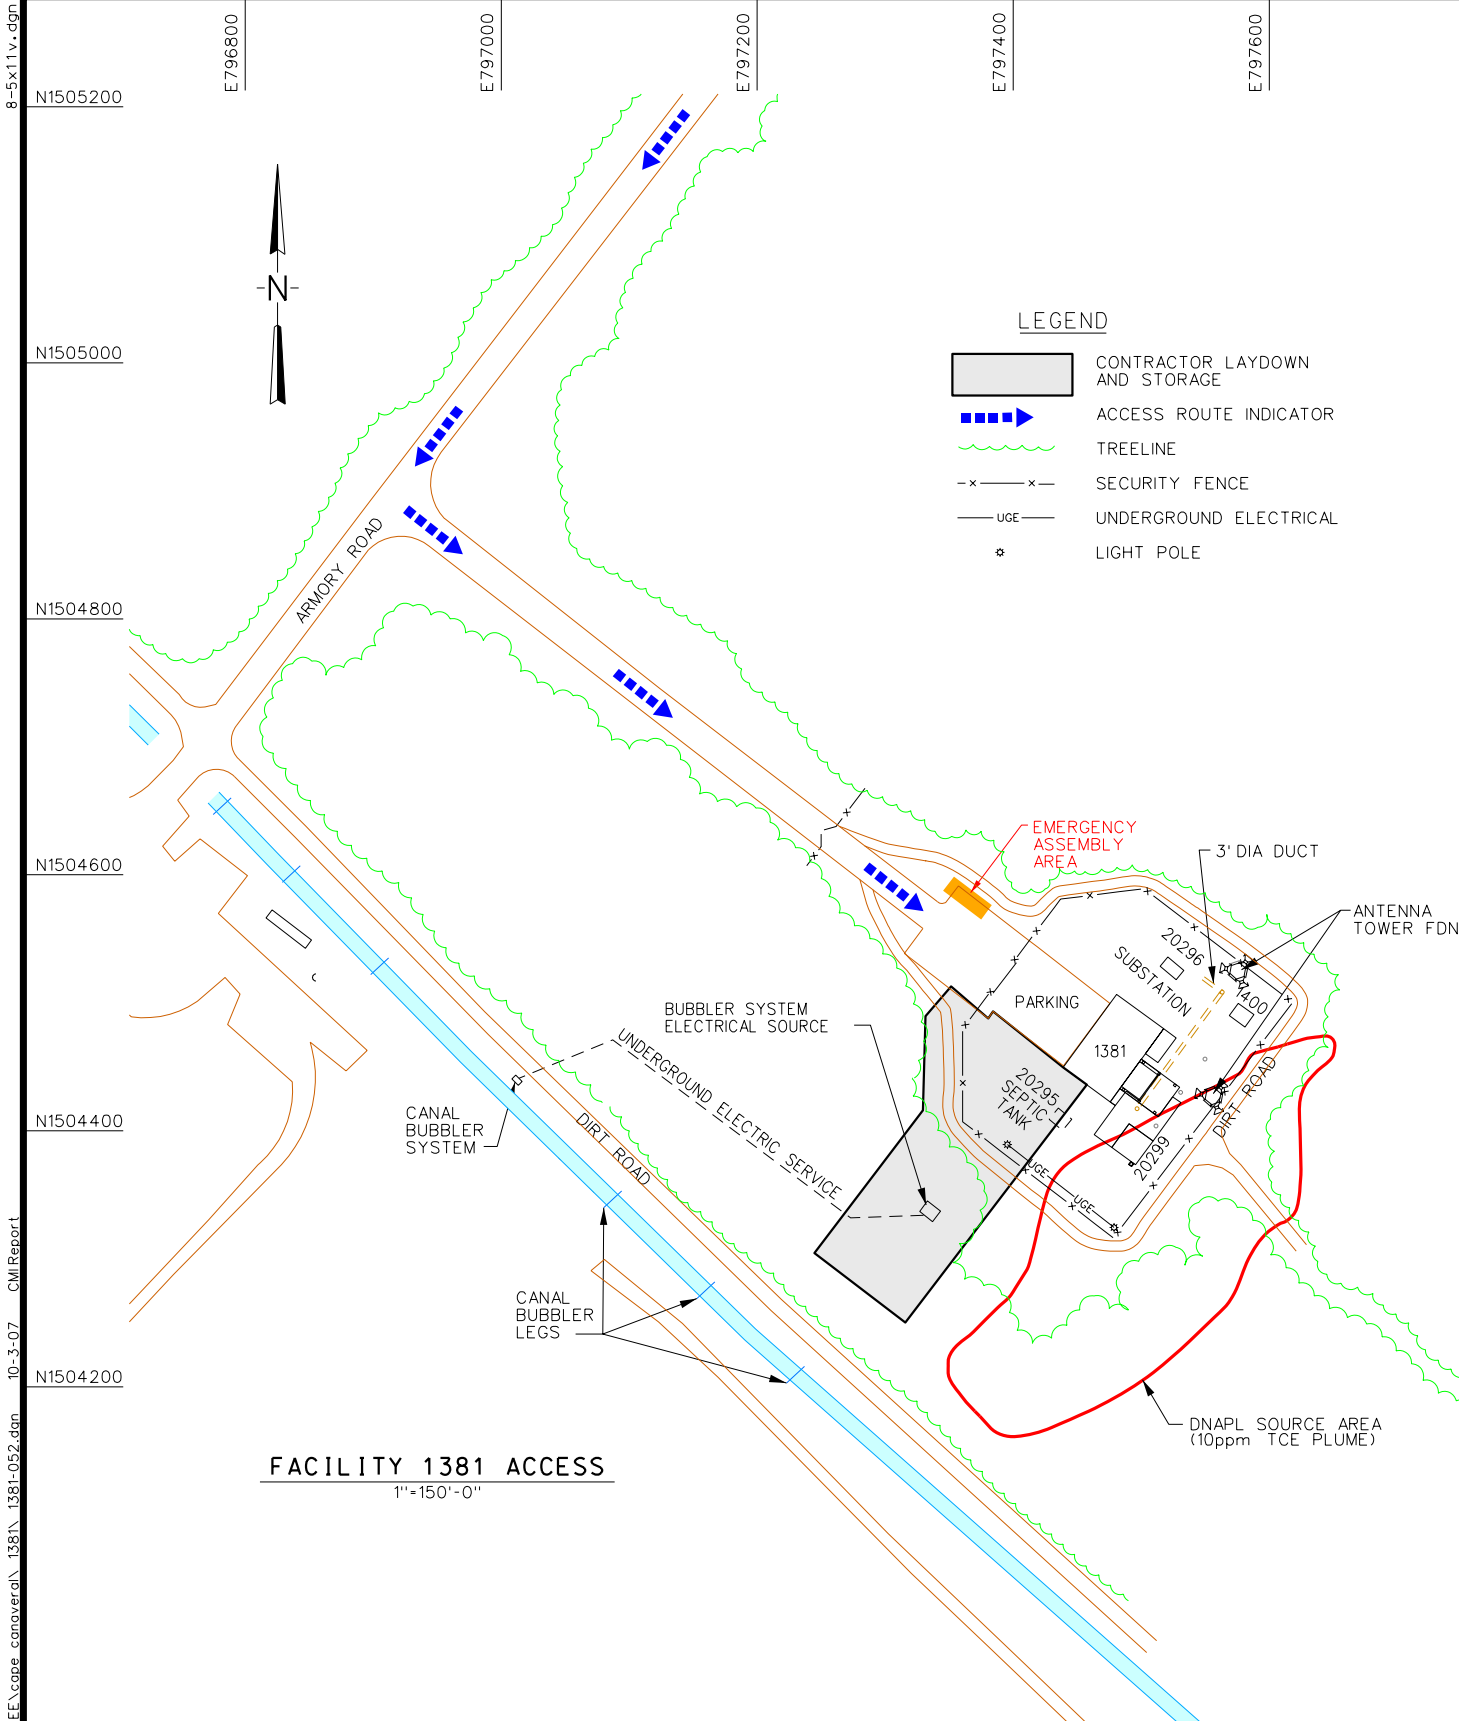 8-5x11v.dgn
E796800
E797000
E797200
E797400
E797600
N1505200
N
LEGEND
N1505000
CONTRACTOR LAYDOWN
AND STORAGE
ACCESS ROUTE INDICATOR
TREELINE
SECURITY FENCE
UGE
UNDERGROUND ELECTRICAL
LIGHT POLE
ARMORY ROAD
N1504800
EMERGENCY
ASSEMBLY
AREA
3' DIA DUCT
N1504600
ANTENNA
TOWER FDN
20296
SUBSTATION
1400
PARKING
BUBBLER SYSTEM
ELECTRICAL SOURCE
1381
UNDERGROUND ELECTRIC SERVICE
20295
SEPTIC
TANK
DIRT ROAD
CANAL
BUBBLER
SYSTEM
N1504400
DIRT ROAD
20299
UGE
UGE
CANAL
BUBBLER
LEGS
N1504200
DNAPL SOURCE AREA
(10ppm TCE PLUME)
FACILITY 1381 ACCESS
1"=150'-0"
EE\cape canaveral\ 1381\ 1381-052.dgn 10-3-07 CMI Report